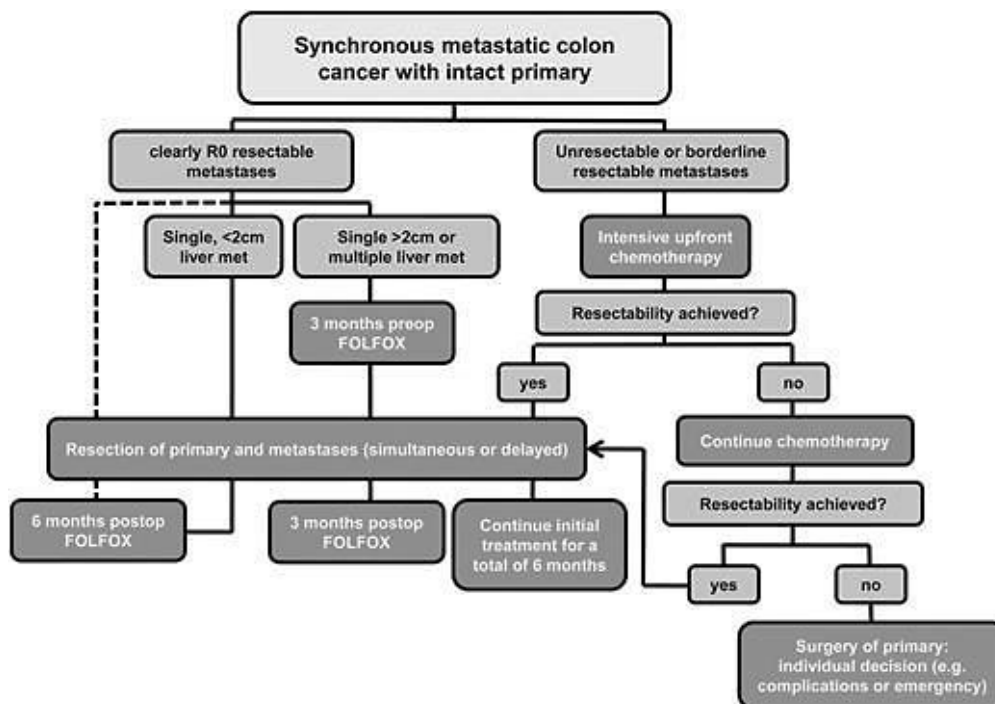 Synchronous metastatic colon
cancer with intact primary
clearly R0 resectable
metastases
Unresectable or borderline
resectable metastases
Single, <2cm
liver met
Single >2cm or
multiple liver met
Intensive upfront
chemotherapy
3 months preop
FOLFOX
Resectability achieved?
yes
no
Resection of primary and metastases (simultaneous or delayed)
Continue chemotherapy
6 months postop
FOLFOX
3 months postop
FOLFOX
Continue initial
treatment for a
total of 6 months
Resectability achieved?
yes
no
Surgery of primary:
individual decision (e.g.
complications or emergency)